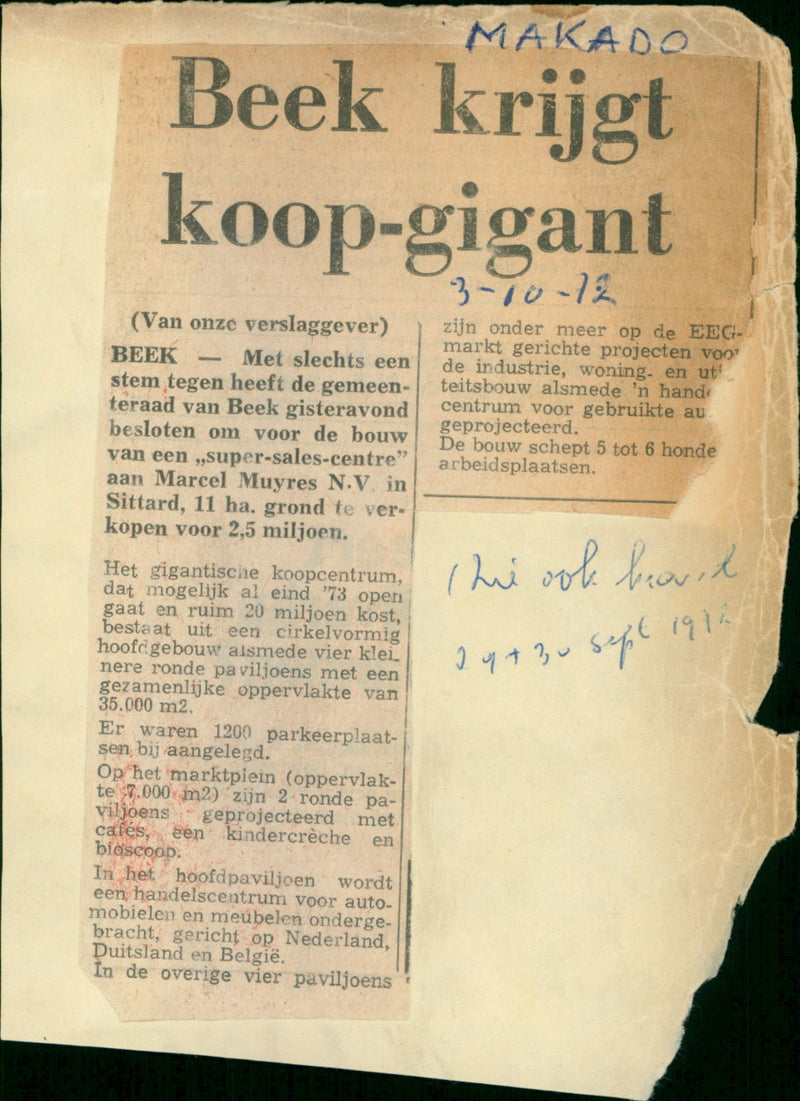 MAKADO
Beek krijgt
koop-gigant
3-10-72
(Van onze verslaggever)
BEEK — Met slechts een
stem tegen heeft de gemeen-
teraad van Beek gisteravond
besloten om voor de bouw
van een „super-sales-centre”
aan Marcel Muyres N.V. in
Sittard, 11 ha. grond te ver-
kopen voor 2,5 miljoen.
Het gigantische koopcentrum,
dat mogelijk al eind '73 open
gaat en ruim 20 miljoen kost,
bestaat uit een cirkelvormig
hoofdgebouw alsmede vier klei-
nere ronde paviljoens met een
gezamenlijke oppervlakte van
35.000 m2.
Er waren 1200 parkeerplaat-
sen bij aangelegd.
Op het marktplein (oppervlak-
te 7.000 m2) zijn 2 ronde pa-
viljoens geprojecteerd met
cafés, een kindercrèche en
bioscoop.
In het hoofdpaviljoen wordt
een handelscentrum voor auto-
mobielen en meubelen onderge-
bracht, gericht op Nederland,
Duitsland en België.
In de overige vier paviljoens
zijn onder meer op de EEG-
markt gerichte projecten voor
de industrie, woning- en uti
teitsbouw alsmede 'n hande
centrum voor gebruikte au
geprojecteerd.
De bouw schept 5 tot 6 honde
arbeidsplaatsen.
(Zie ook krant
29+30 sept 1972